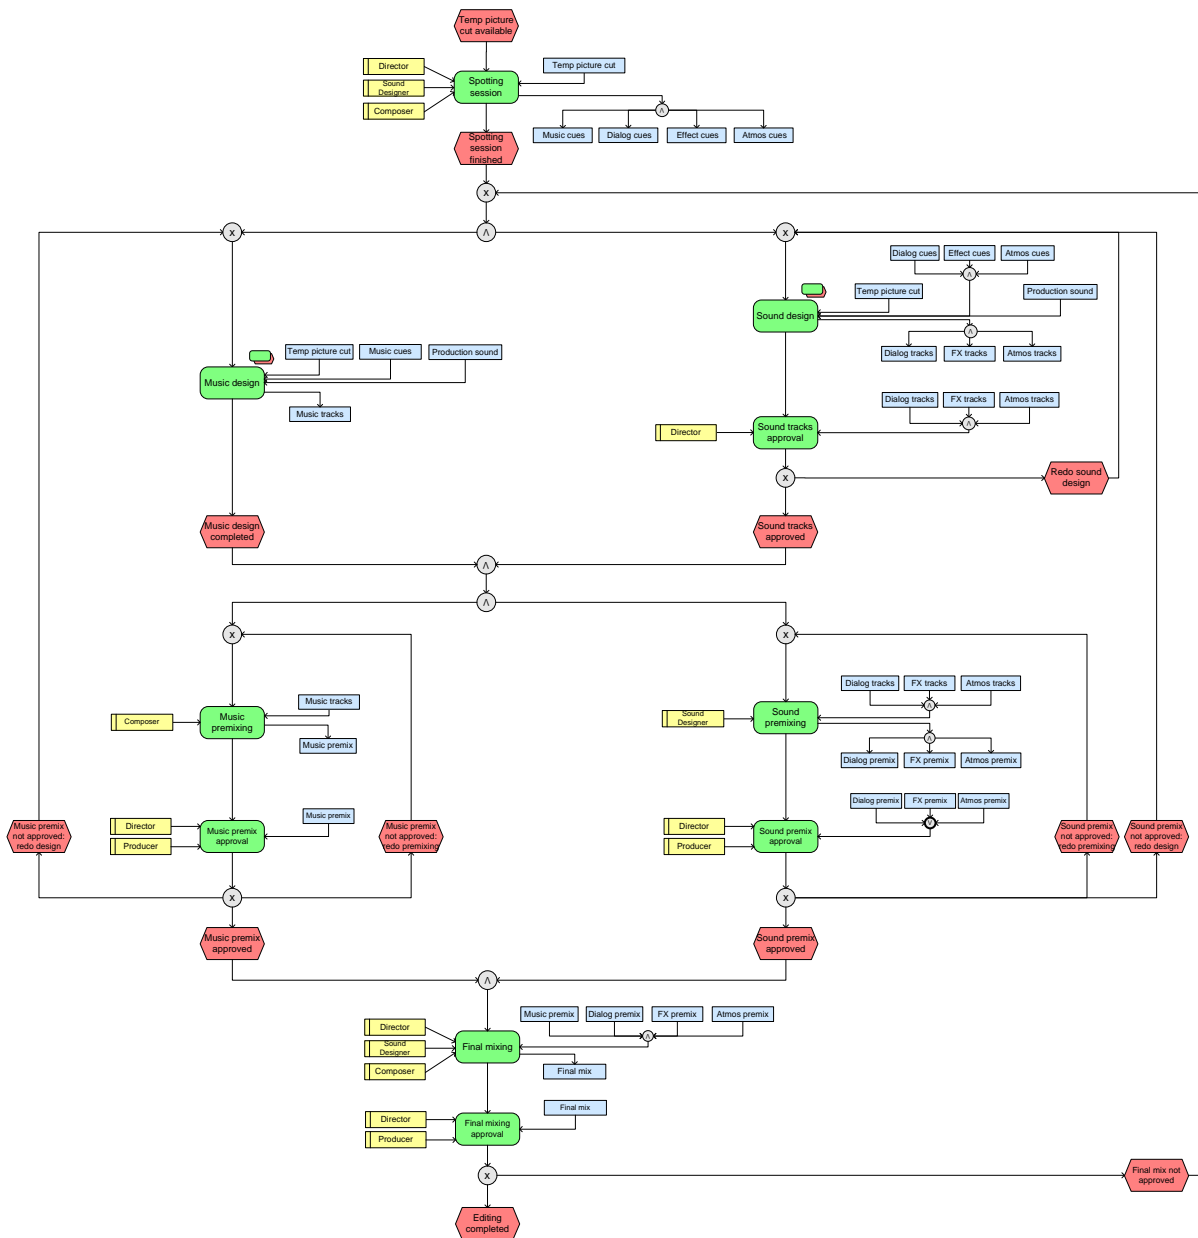 Temp picture
cut available
Director
Sound
Designer
Composer
Spotting
session
Temp picture cut
Λ
Music cues
Dialog cues
Effect cues
Atmos cues
Spotting
session
finished
x
x
Λ
x
Dialog cues
Effect cues
Atmos cues
Λ
Temp picture cut
Production sound
Sound design
Λ
Dialog tracks
FX tracks
Atmos tracks
Temp picture cut
Music cues
Production sound
Music design
Music tracks
Dialog tracks
FX tracks
Atmos tracks
Λ
Director
Sound tracks
approval
x
Redo sound
design
Music design
completed
Sound tracks
approved
Λ
Λ
x
x
Music tracks
Composer
Music
premixing
Music premix
Dialog tracks
FX tracks
Atmos tracks
Λ
Sound
Designer
Sound
premixing
Λ
Dialog premix
FX premix
Atmos premix
Music premix
not approved:
redo design
Director
Producer
Music premix
approval
Music premix
Music premix
not approved:
redo premixing
Director
Producer
Sound premix
approval
Dialog premix
FX premix
Atmos premix
Λ
Sound premix
not approved:
redo premixing
Sound premix
not approved:
redo design
x
x
Music premix
approved
Sound premix
approved
Λ
Music premix
Dialog premix
FX premix
Atmos premix
Λ
Director
Sound
Designer
Composer
Final mixing
Final mix
Director
Producer
Final mixing
approval
Final mix
x
Final mix not
approved
Editing
completed